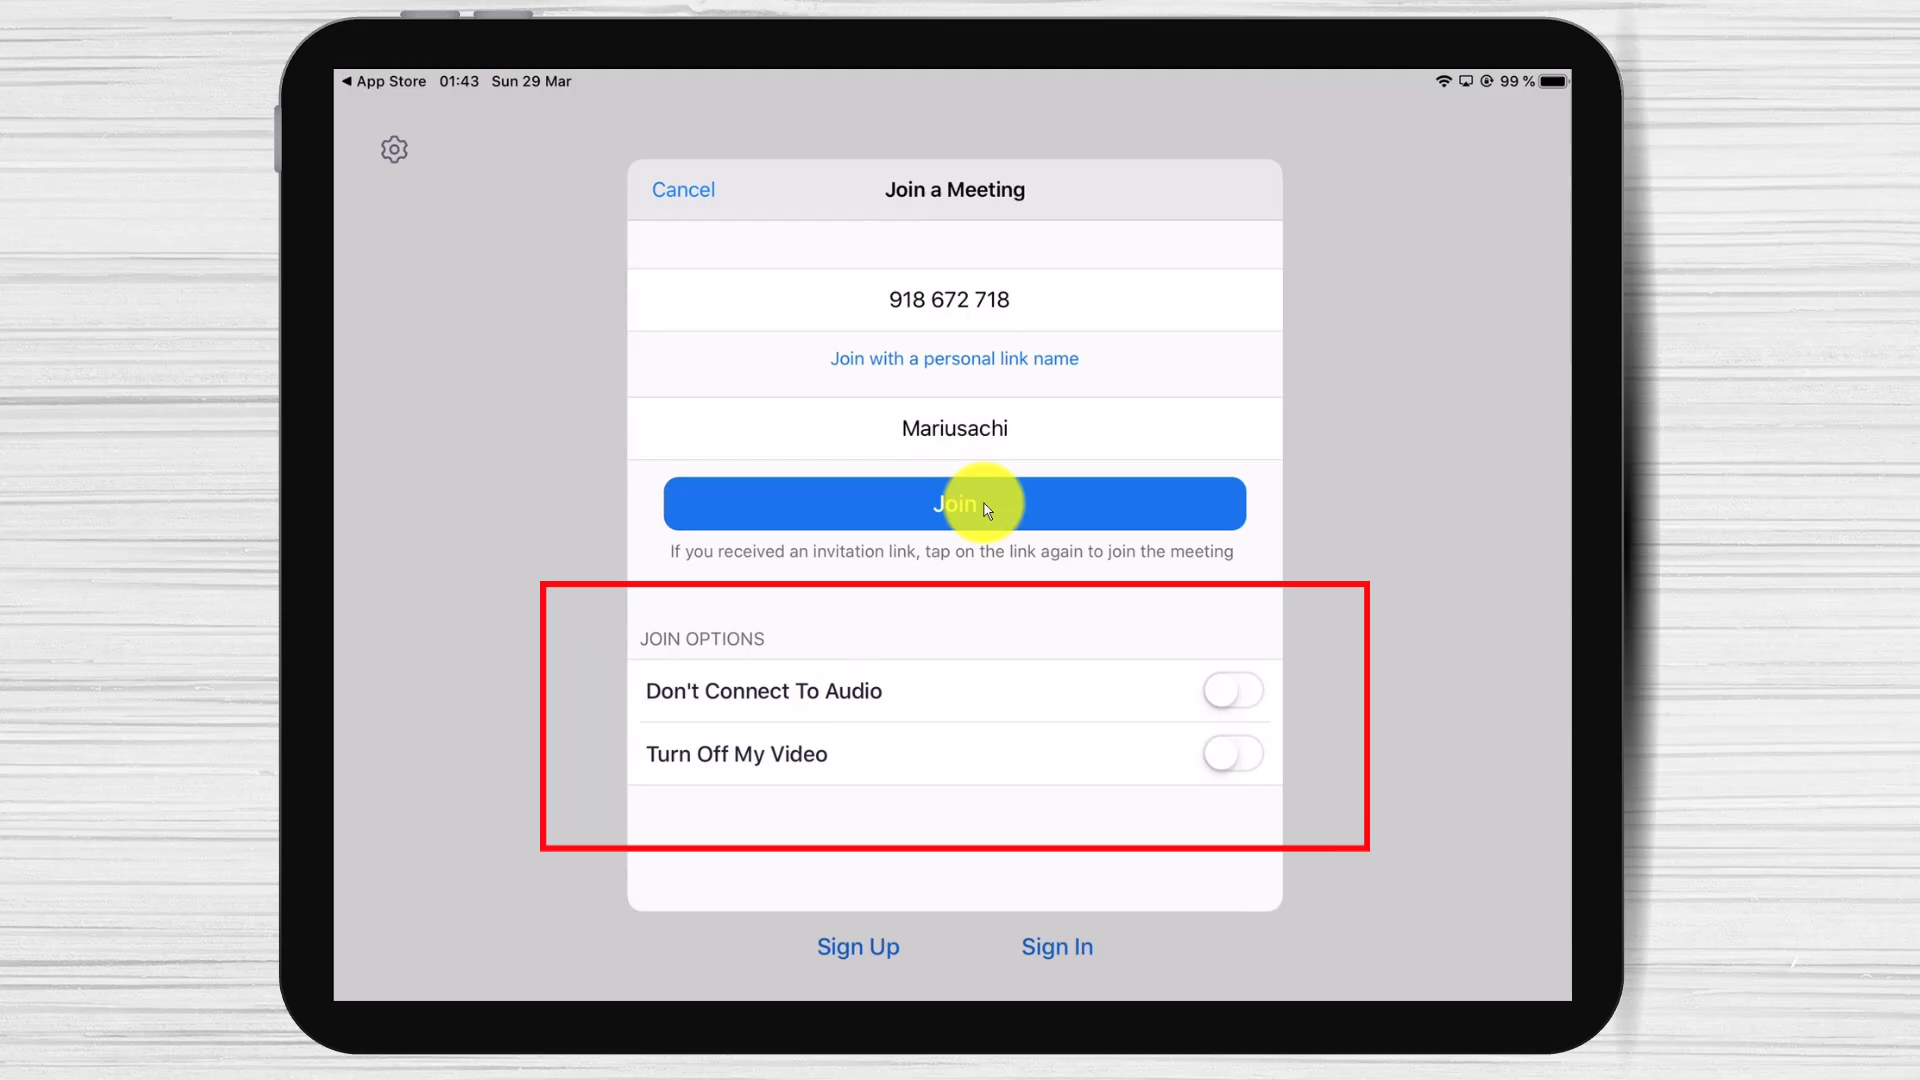 ◀ App Store 01:43 Sun 29 Mar 99 %
Cancel Join a Meeting
918 672 718
Join with a personal link name
Mariusachi
Join
If you received an invitation link, tap on the link again to join the meeting
JOIN OPTIONS
Don't Connect To Audio
Turn Off My Video
Sign Up Sign In